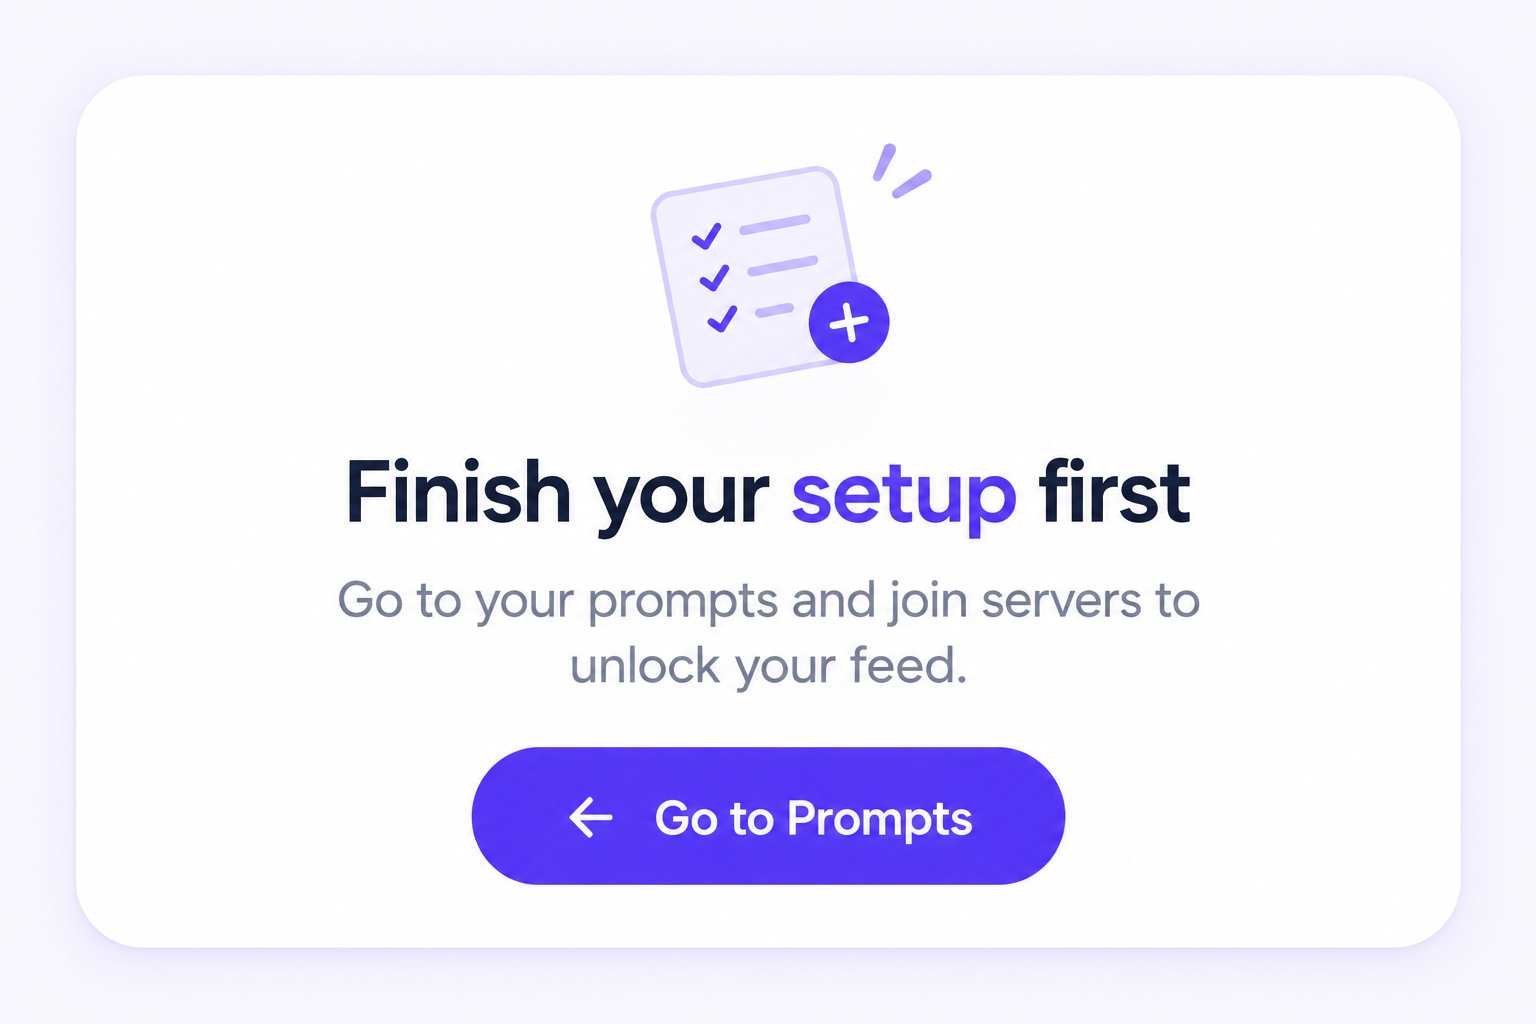 Finish your setup first
Go to your prompts and join servers to
unlock your feed.
Go to Prompts